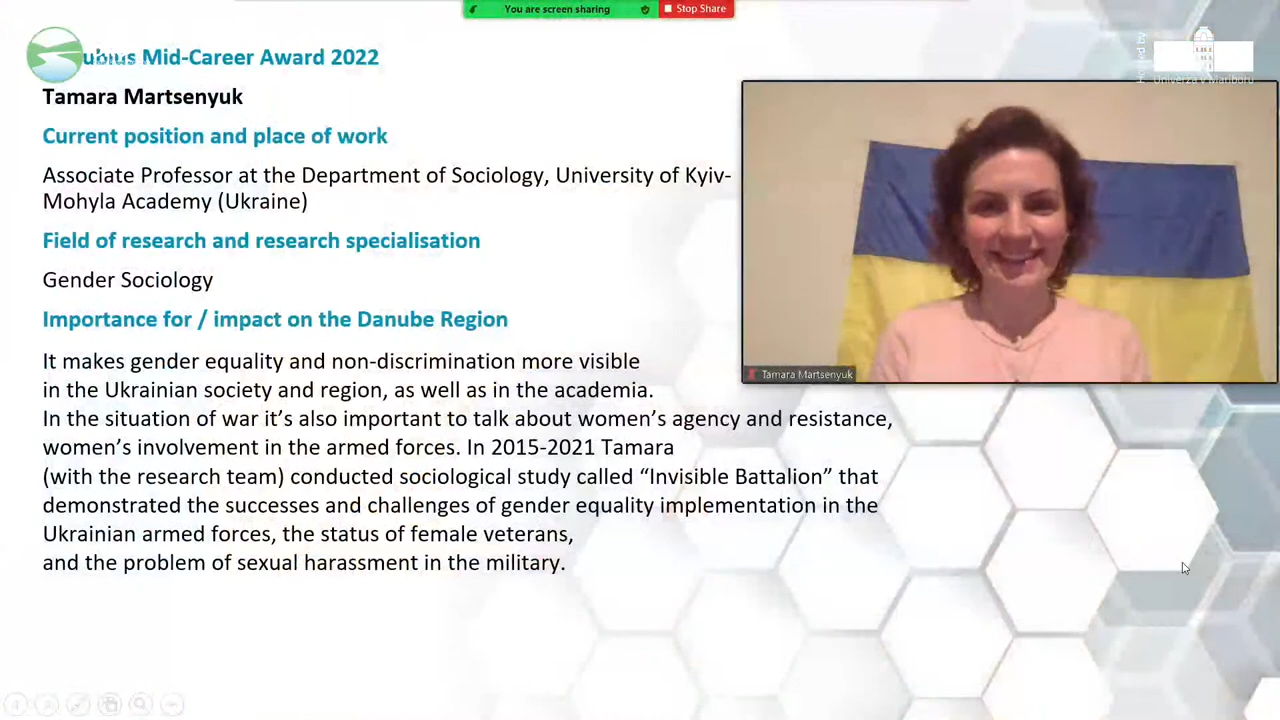 You are screen sharing
Stop Share
ubius Mid-Career Award 2022
Hosted by
Univerza v Mariboru
Tamara Martsenyuk
Current position and place of work
Associate Professor at the Department of Sociology, University of Kyiv-
Mohyla Academy (Ukraine)
Field of research and research specialisation
Gender Sociology
Importance for / impact on the Danube Region
Tamara Martsenyuk
It makes gender equality and non-discrimination more visible
in the Ukrainian society and region, as well as in the academia.
In the situation of war it’s also important to talk about women’s agency and resistance,
women’s involvement in the armed forces. In 2015-2021 Tamara
(with the research team) conducted sociological study called “Invisible Battalion” that
demonstrated the successes and challenges of gender equality implementation in the
Ukrainian armed forces, the status of female veterans,
and the problem of sexual harassment in the military.